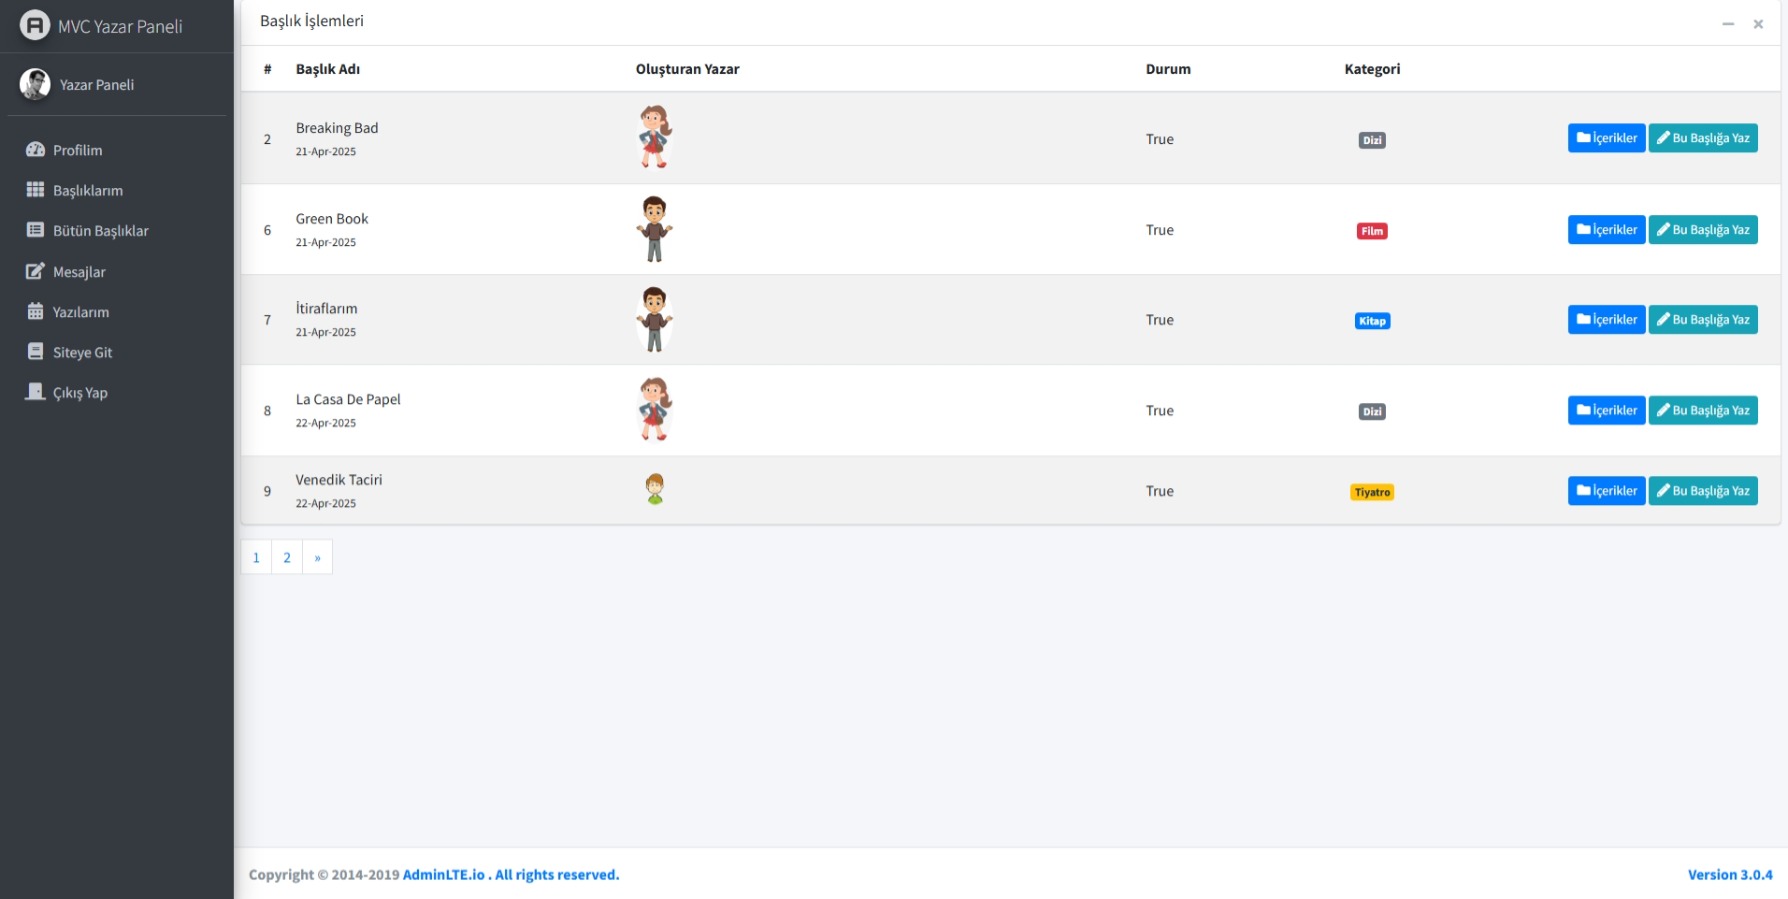 MVC Yazar Paneli
Yazar Paneli
Profilim
Başlıklarım
Bütün Başlıklar
Mesajlar
Yazılarım
Siteye Git
Çıkış Yap
Başlık İşlemleri
# Başlık Adı Oluşturan Yazar Durum Kategori
2 Breaking Bad 21-Apr-2025 True Dizi İçerikler Bu Başlığa Yaz
6 Green Book 21-Apr-2025 True Film İçerikler Bu Başlığa Yaz
7 İtiraflarım 21-Apr-2025 True Kitap İçerikler Bu Başlığa Yaz
8 La Casa De Papel 22-Apr-2025 True Dizi İçerikler Bu Başlığa Yaz
9 Venedik Taciri 22-Apr-2025 True Tiyatro İçerikler Bu Başlığa Yaz
1 2 »
Copyright © 2014-2019 AdminLTE.io . All rights reserved. Version 3.0.4